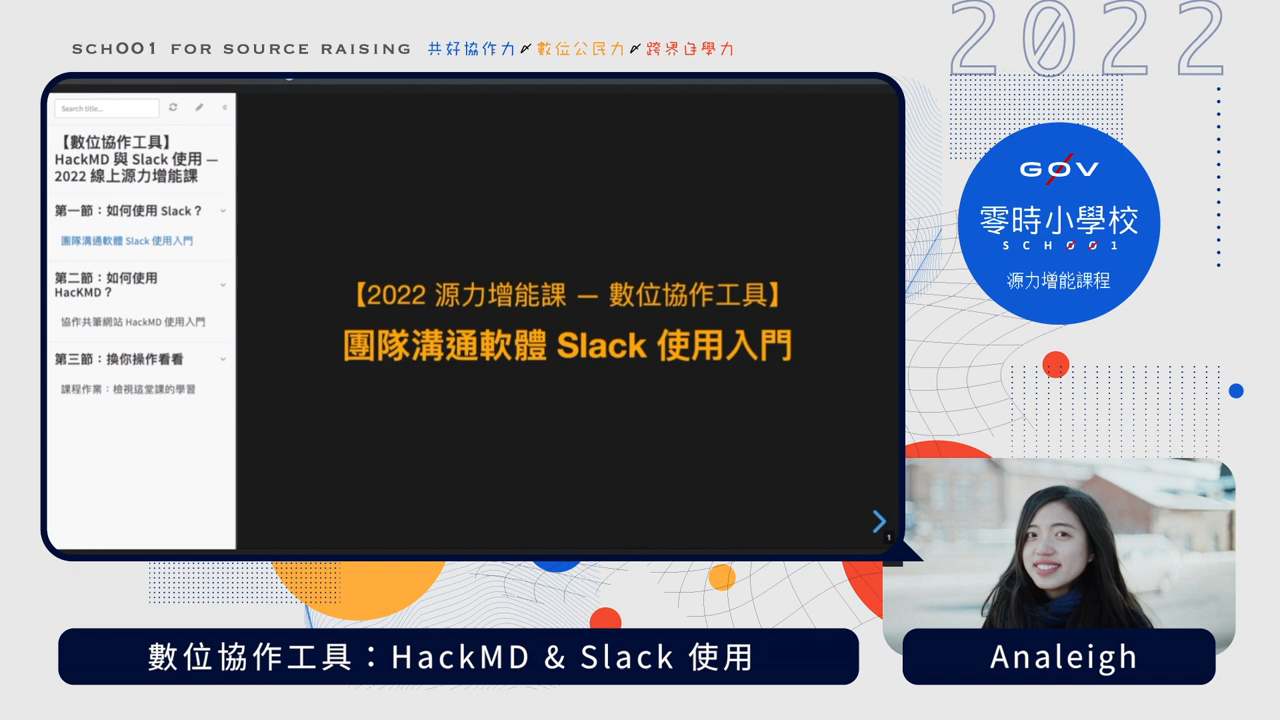 2022
SCHOO1 FOR SOURCE RAISING 共好協作力 數位公民力 跨界自學力
Search title...
【數位協作工具】
HackMD 與 Slack 使用 —
2022 線上源力增能課
第一節：如何使用 Slack？
團隊溝通軟體 Slack 使用入門
第二節：如何使用
HacKMD？
協作共筆網站 HackMD 使用入門
第三節：換你操作看看
課程作業：檢視這堂課的學習
【2022 源力增能課 — 數位協作工具】
團隊溝通軟體 Slack 使用入門
1
G0V
零時小學校
SCH001
源力增能課程
數位協作工具：HackMD & Slack 使用
Analeigh